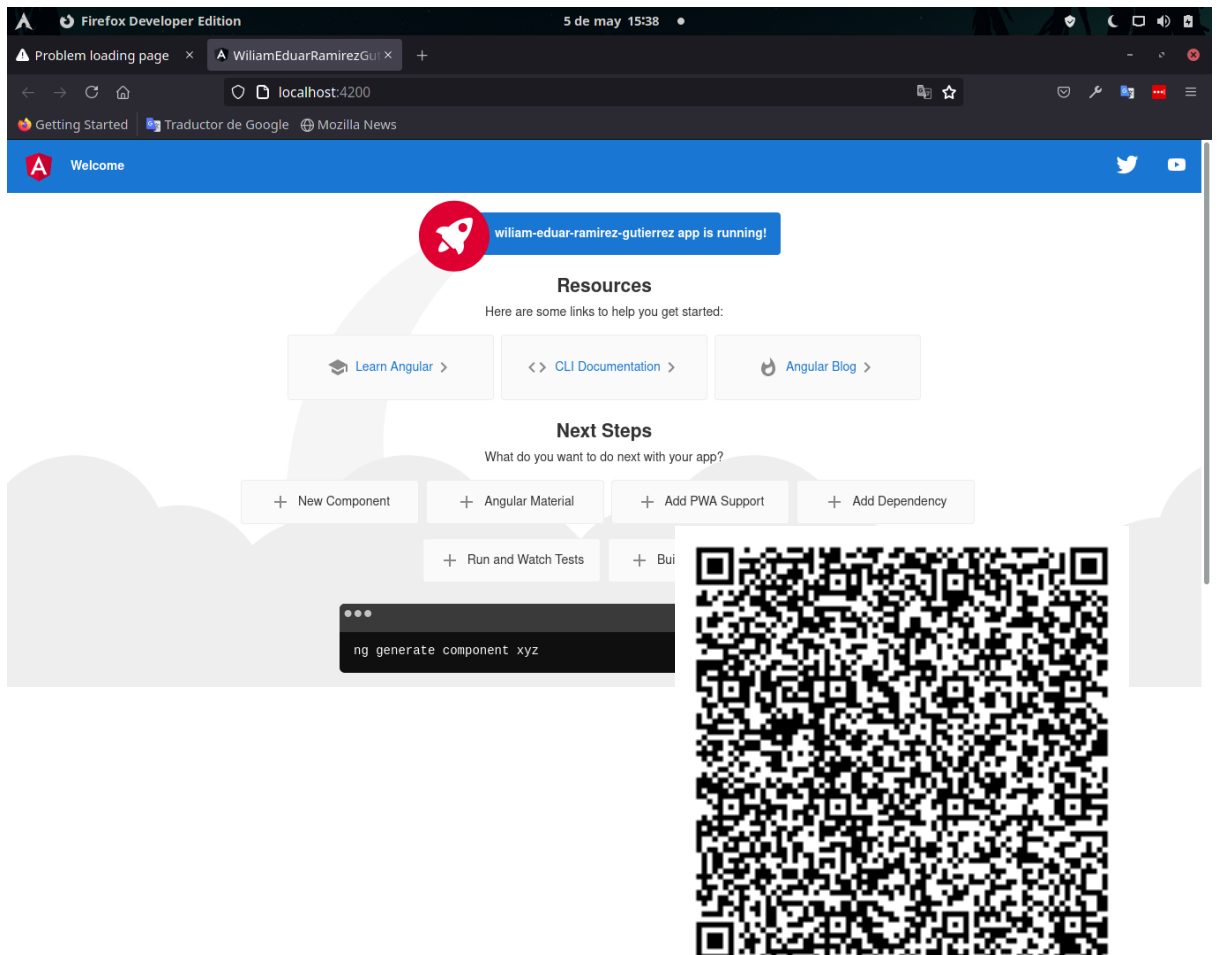 Firefox Developer Edition
5 de may 15:38
Problem loading page
WiliamEduarRamirezGut
localhost:4200
Getting Started
Traductor de Google
Mozilla News
Welcome
wiliam-eduar-ramirez-gutierrez app is running!
Resources
Here are some links to help you get started:
Learn Angular
CLI Documentation
Angular Blog
Next Steps
What do you want to do next with your app?
New Component
Angular Material
Add PWA Support
Add Dependency
Run and Watch Tests
Bui
ng generate component xyz